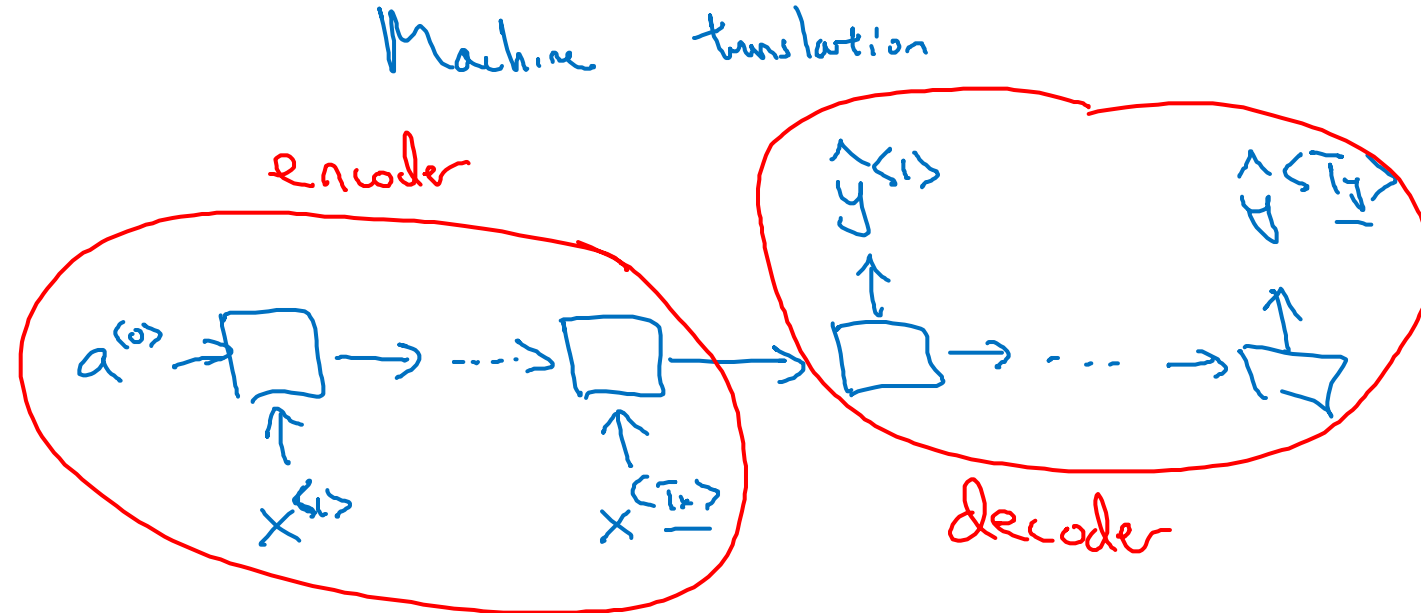 Machine translation
encoder
ŷ<1> ŷ<Ty>
a<0>
x<1> x<Tx>
decoder